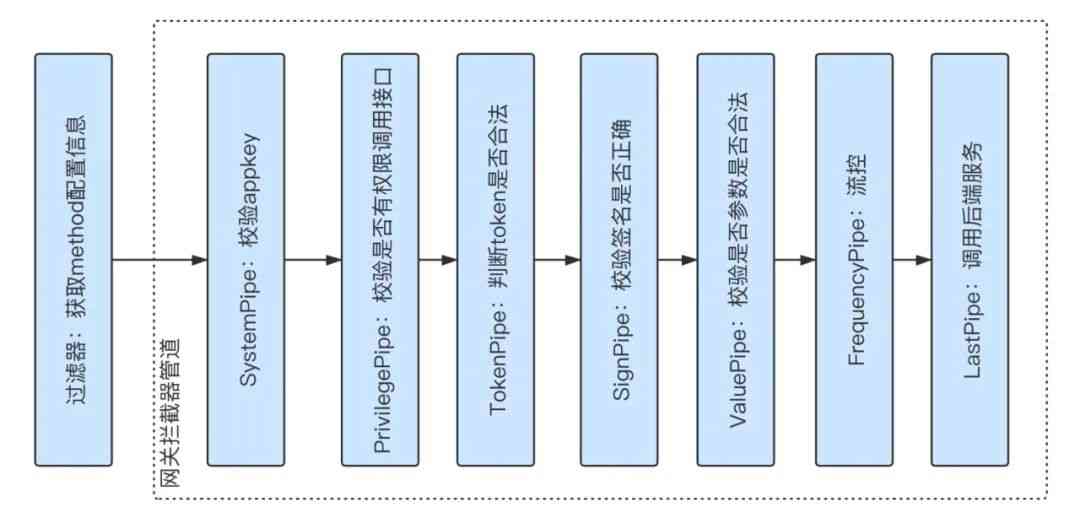 过滤器：获取method配置信息
网关拦截器管道
SystemPipe：校验appkey
PrivilegePipe：校验是否有权限调用接口
TokenPipe：判断token是否合法
SignPipe：校验签名是否正确
ValuePipe：校验是否参数是否合法
FrequencyPipe：流控
LastPipe：调用后端服务